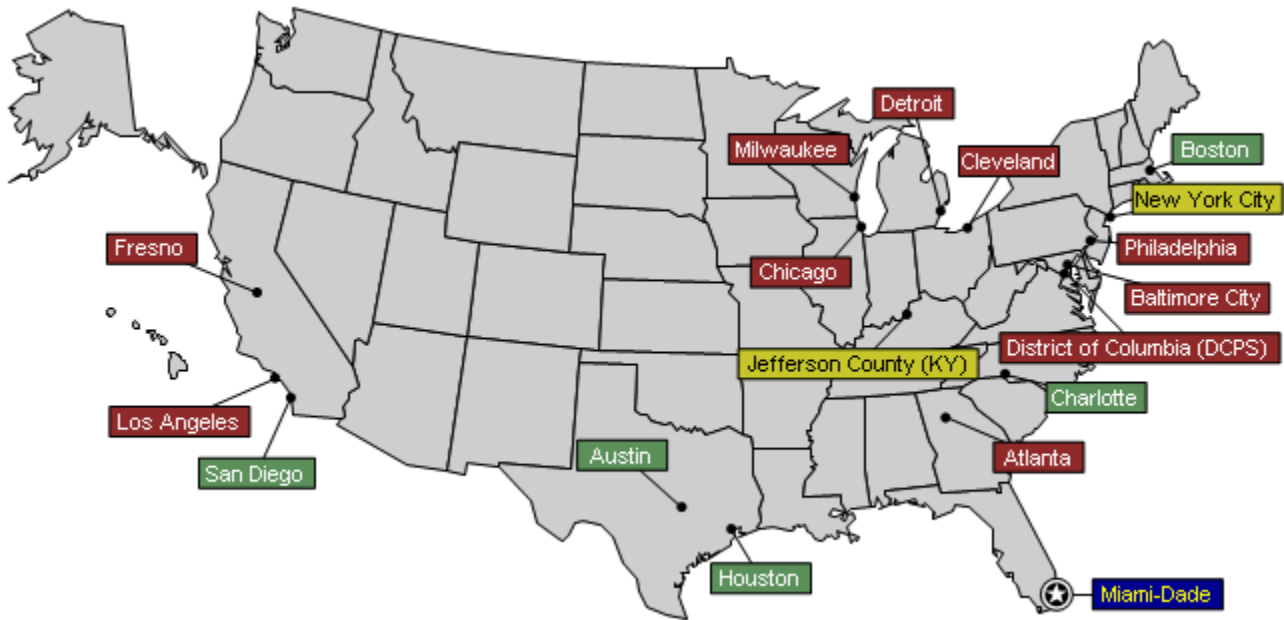 Detroit
Milwaukee
Cleveland
Boston
New York City
Fresno
Philadelphia
Chicago
Baltimore City
District of Columbia (DCPS)
Jefferson County (KY)
Charlotte
Los Angeles
Austin
Atlanta
San Diego
Houston
Miami-Dade